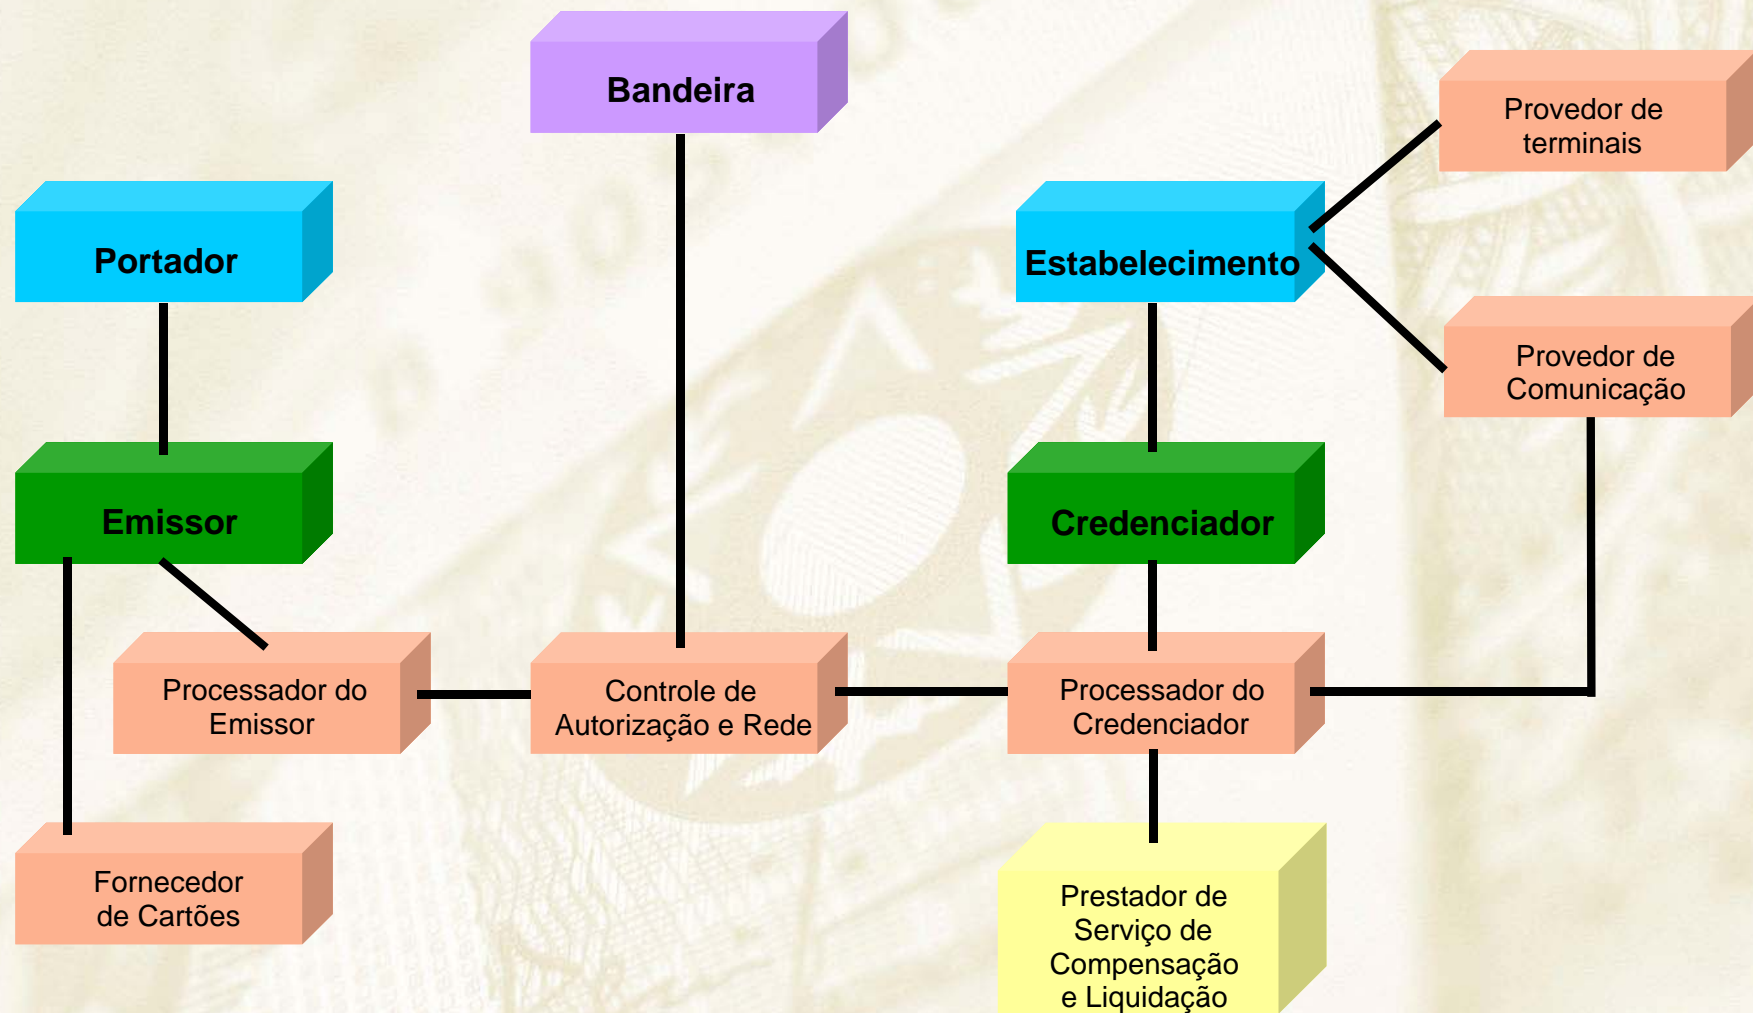 Bandeira
Provedor de
terminais
Portador
Estabelecimento
Provedor de
Comunicação
Emissor
Credenciador
Processador do
Emissor
Controle de
Autorização e Rede
Processador do
Credenciador
Fornecedor
de Cartões
Prestador de
Serviço de
Compensação
e Liquidação